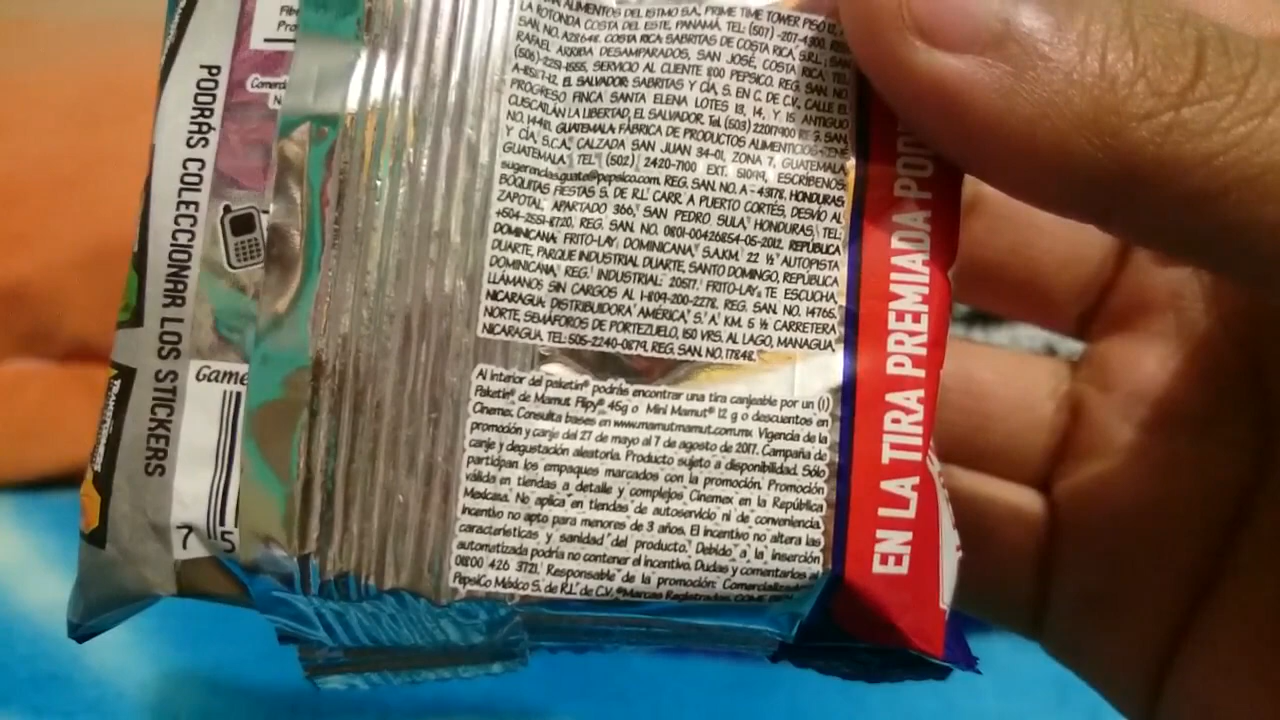 ALIMENTOS DEL ISTMO S.A., PRIME TIME TOWER PISO 12,
LA ROTONDA COSTA DEL ESTE, PANAMÁ, TEL: (507) -207-4300,
SAN. NO. A28648. COSTA RICA SABRITAS DE COSTA RICA, S.R.L., SAN
RAFAEL ARRIBA DESAMPARADOS, SAN JOSÉ, COSTA RICA TEL.
(506)-2251-1555, SERVICIO AL CLIENTE 800 PEPSICO. REG. SAN. NO.
EL SALVADOR: SABRITAS Y CÍA, S. EN C. DE C.V., CALLE EL
PROGRESO FINCA SANTA ELENA LOTES 13, 14, Y 15 ANTIGUO
CUSCATLÁN LA LIBERTAD, EL SALVADOR. Tel. (503) 22017900 REG. SAN.
GUATEMALA: FÁBRICA DE PRODUCTOS ALIMENTICIOS
Y CÍA, S.C.A., CALZADA SAN JUAN 34-01, ZONA 7, GUATEMALA,
GUATEMALA, TEL. (502) 2420-7100 EXT. 51099, ESCRÍBENOS:
sugerencias.guate@pepsico.com. REG. SAN. NO. A - 43178. HONDURAS:
BOQUITAS FIESTAS S. DE R.L. CARR. A PUERTO CORTÉS, DESVÍO AL
ZAPOTAL, APARTADO 366, SAN PEDRO SULA, HONDURAS, TEL:
+504-2551-8720. REG. SAN. NO. 0801-00426854-05-2012. REPÚBLICA
DOMINICANA: FRITO-LAY, DOMINICANA, S.A.KM. 22 ½ AUTOPISTA
DUARTE, PARQUE INDUSTRIAL DUARTE, SANTO DOMINGO, REPÚBLICA
DOMINICANA, REG. INDUSTRIAL: 20517. FRITO-LAY TE ESCUCHA,
LLÁMANOS SIN CARGOS AL 1-809-200-2278. REG. SAN. NO. 14765.
NICARAGUA: DISTRIBUIDORA AMÉRICA, S. A. KM. 5 ½ CARRETERA
NORTE, SEMÁFOROS DE PORTEZUELO, 150 VRS. AL LAGO, MANAGUA
NICARAGUA, TEL: 505-2240-0879, REG. SAN. NO. 17848.
Al interior del paketín® podrás encontrar una tira canjeable por un (1)
Paketín® de Mamut Flipy® 45g o Mini Mamut® 12 g o descuentos en
Cinemex. Consulta bases en www.mamutmamut.com.mx Vigencia de la
promoción y canje del 27 de mayo al 7 de agosto de 2017. Campaña de
canje y degustación aleatoria. Producto sujeto a disponibilidad. Sólo
participan los empaques marcados con la promoción. Promoción
válida en tiendas a detalle y complejos Cinemex en la República
Mexicana. No aplica en tiendas de autoservicio ni de conveniencia.
Incentivo no apto para menores de 3 años. El incentivo no altera las
características y sanidad del producto. Debido a la inserción
automatizada podría no contener el incentivo. Dudas y comentarios al
01800 426 3721. Responsable de la promoción: Comercializadora
PepsiCo México S. de R.L. de C.V. ®Marcas Registradas. COME BIEN
PODRÁS COLECCIONAR LOS STICKERS
TRANSFORMERS
Game
7 5
EN LA TIRA PREMIADA